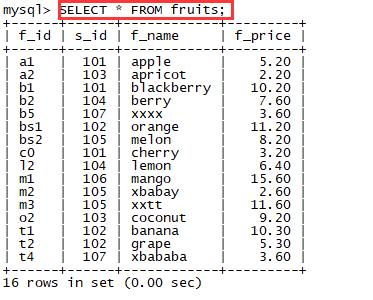 mysql> SELECT * FROM fruits;
+------+------+------------+---------+
| f_id | s_id | f_name     | f_price |
+------+------+------------+---------+
| a1   |  101 | apple      |    5.20 |
| a2   |  103 | apricot    |    2.20 |
| b1   |  101 | blackberry |   10.20 |
| b2   |  104 | berry      |    7.60 |
| b5   |  107 | xxxx       |    3.60 |
| bs1  |  102 | orange     |   11.20 |
| bs2  |  105 | melon      |    8.20 |
| c0   |  101 | cherry     |    3.20 |
| l2   |  104 | lemon      |    6.40 |
| m1   |  106 | mango      |   15.60 |
| m2   |  105 | xbabay     |    2.60 |
| m3   |  105 | xxtt       |   11.60 |
| o2   |  103 | coconut    |    9.20 |
| t1   |  102 | banana     |   10.30 |
| t2   |  102 | grape      |    5.30 |
| t4   |  107 | xbababa    |    3.60 |
+------+------+------------+---------+
16 rows in set (0.00 sec)